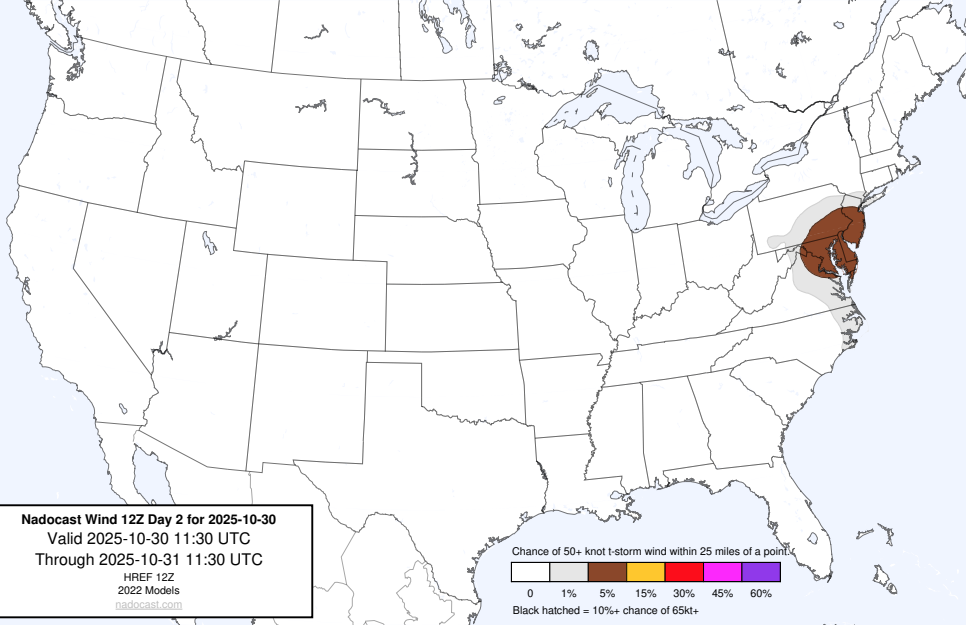 Nadocast Wind 12Z Day 2 for 2025-10-30
Valid 2025-10-30 11:30 UTC
Through 2025-10-31 11:30 UTC
HREF 12Z
2022 Models
nadocast.com
Chance of 50+ knot t-storm wind within 25 miles of a point.
0 1% 5% 15% 30% 45% 60%
Black hatched = 10%+ chance of 65kt+